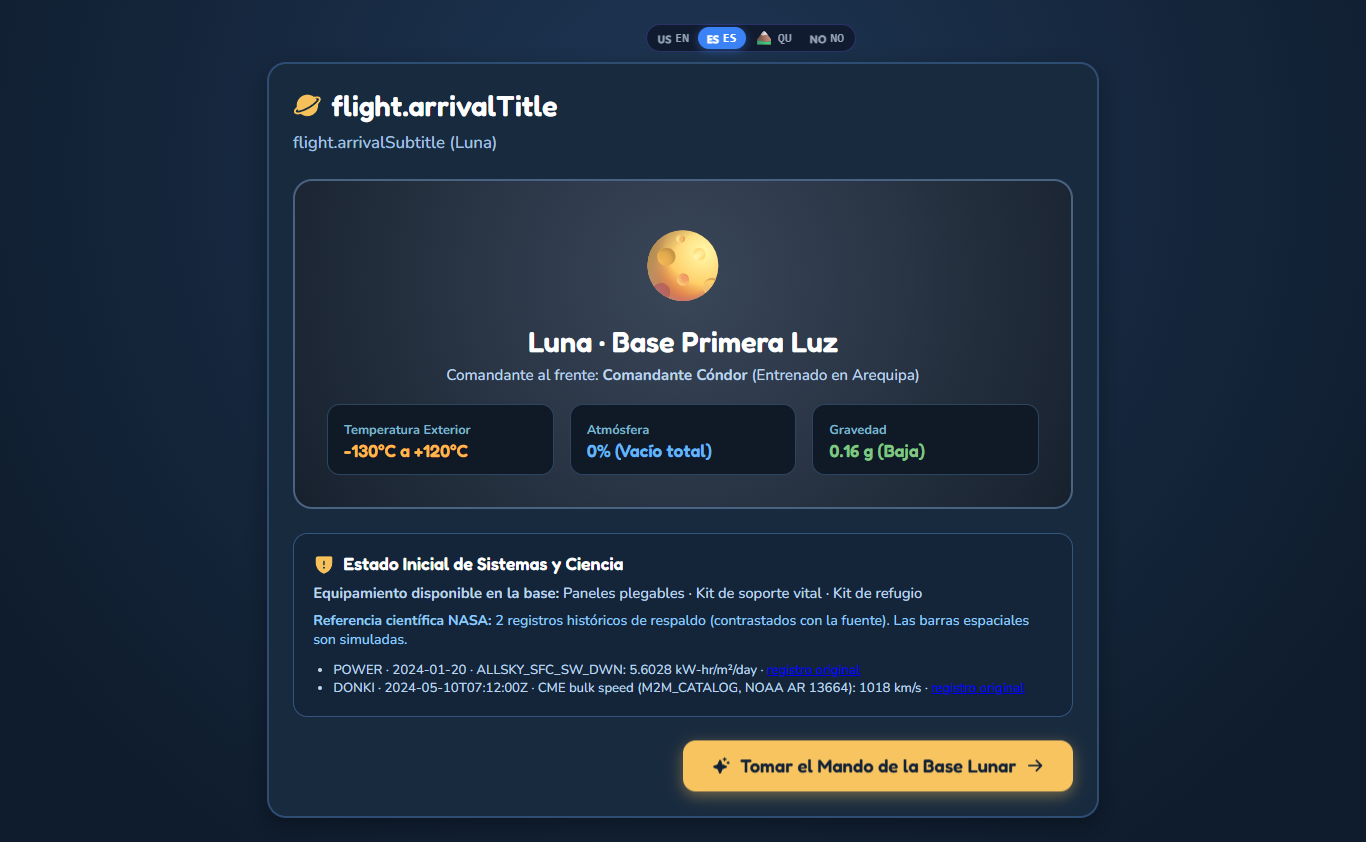 US EN ES ES QU NO NO
flight.arrivalTitle
flight.arrivalSubtitle (Luna)
Luna · Base Primera Luz
Comandante al frente: Comandante Cóndor (Entrenado en Arequipa)
Temperatura Exterior
-130°C a +120°C
Atmósfera
0% (Vacío total)
Gravedad
0.16 g (Baja)
Estado Inicial de Sistemas y Ciencia
Equipamiento disponible en la base: Paneles plegables · Kit de soporte vital · Kit de refugio
Referencia científica NASA: 2 registros históricos de respaldo (contrastados con la fuente). Las barras espaciales
son simuladas.
• POWER · 2024-01-20 · ALLSKY_SFC_SW_DWN: 5.6028 kW-hr/m²/day · registro original
• DONKI · 2024-05-10T07:12:00Z · CME bulk speed (M2M_CATALOG, NOAA AR 13664): 1018 km/s · registro original
Tomar el Mando de la Base Lunar →